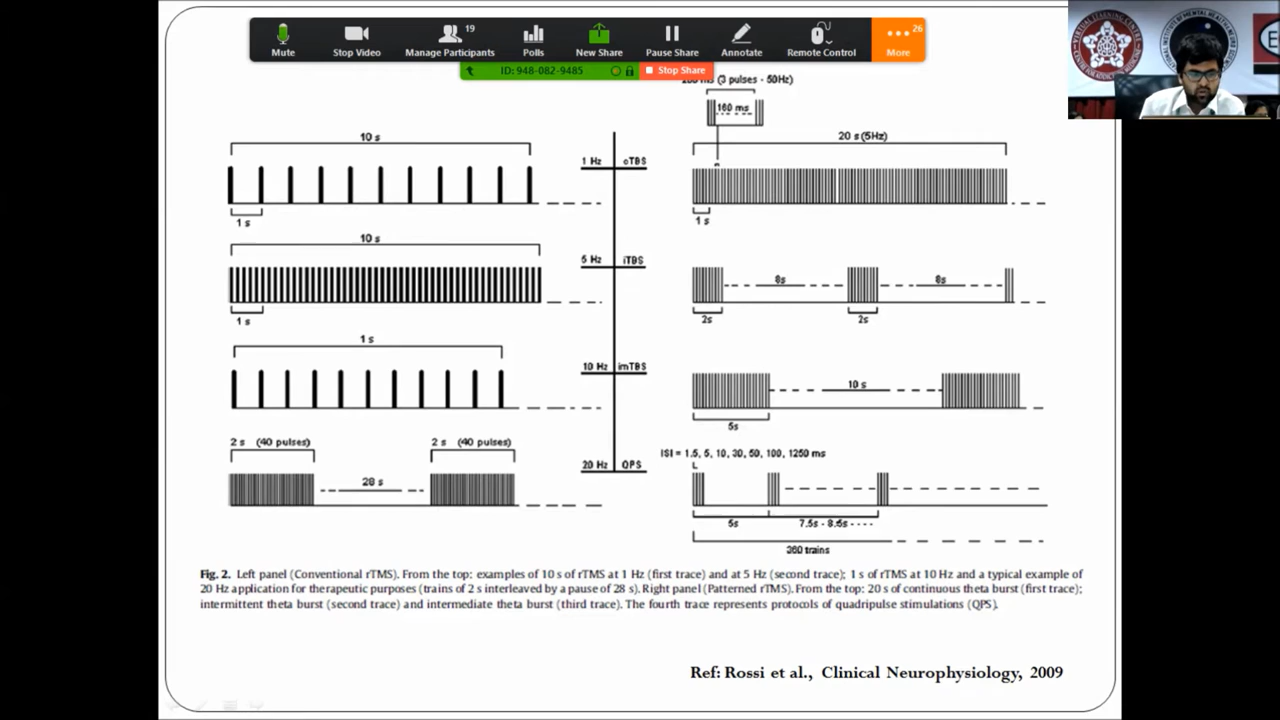 19
26
Mute
Stop Video
Manage Participants
Polls
New Share
Pause Share
Annotate
Remote Control
More
ID: 948-082-9485
Stop Share
(3 pulses - 50Hz)
160 ms
10 s
1 Hz
cTBS
20 s (5Hz)
1 s
1 s
10 s
5 Hz
iTBS
8s
8s
1 s
2s
2s
1 s
10 Hz
imTBS
10 s
5s
2 s (40 pulses)
2 s (40 pulses)
20 Hz
QPS
ISI = 1.5, 5, 10, 30, 50, 100, 1250 ms
28 s
5s
7.5s - 8.5s
360 trains
Fig. 2. Left panel (Conventional rTMS). From the top: examples of 10 s of rTMS at 1 Hz (first trace) and at 5 Hz (second trace); 1 s of rTMS at 10 Hz and a typical example of
20 Hz application for therapeutic purposes (trains of 2 s interleaved by a pause of 28 s). Right panel (Patterned rTMS). From the top: 20 s of continuous theta burst (first trace);
intermittent theta burst (second trace) and intermediate theta burst (third trace). The fourth trace represents protocols of quadripulse stimulations (QPS).
Ref: Rossi et al., Clinical Neurophysiology, 2009